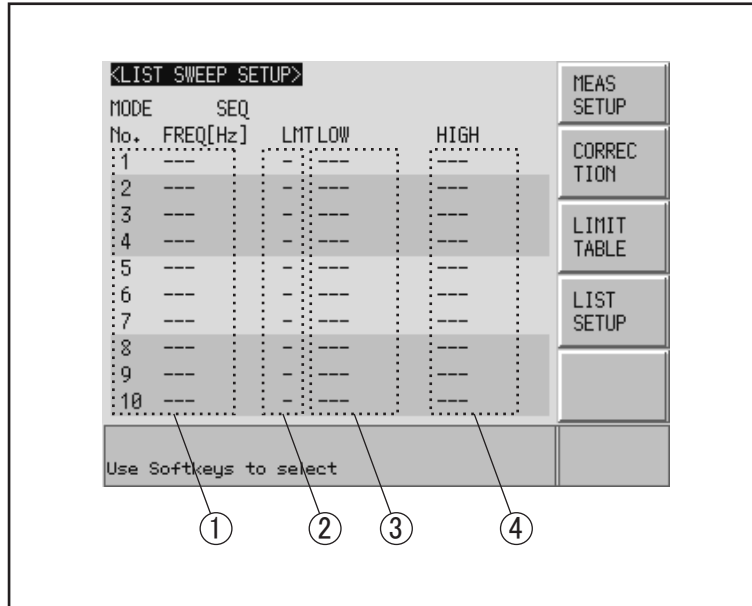 <LIST SWEEP SETUP>
MODE SEQ
No. FREQ[Hz] LMT LOW HIGH
1 --- - --- ---
2 --- - --- ---
3 --- - --- ---
4 --- - --- ---
5 --- - --- ---
6 --- - --- ---
7 --- - --- ---
8 --- - --- ---
9 --- - --- ---
10 --- - --- ---
Use Softkeys to select
MEAS
SETUP
CORREC
TION
LIMIT
TABLE
LIST
SETUP
① ② ③ ④